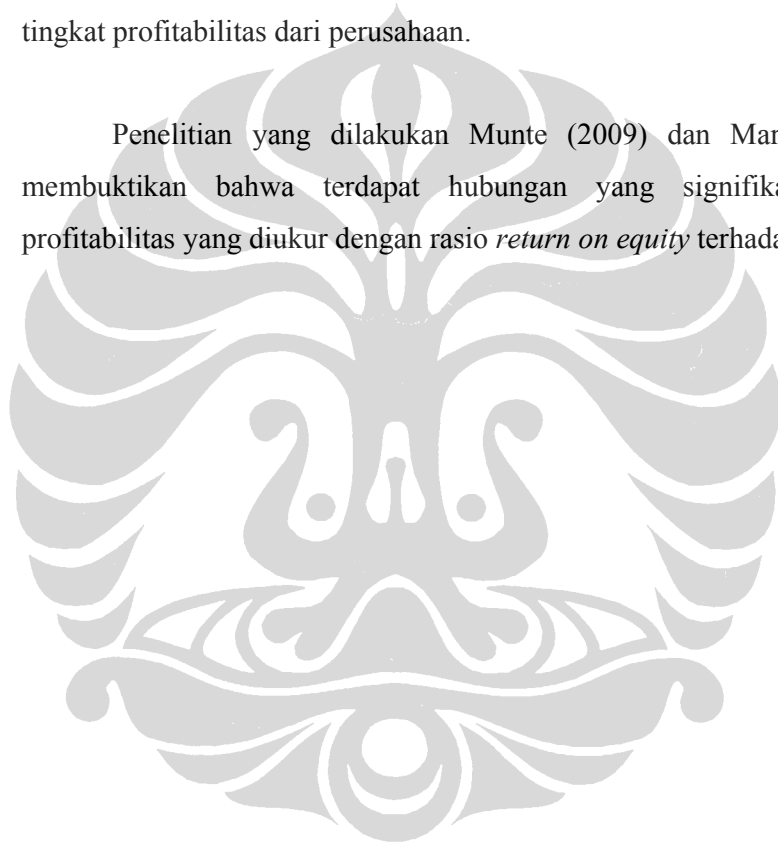 tingkat profitabilitas dari perusahaan.
Penelitian yang dilakukan Munte (2009) dan
membuktikan bahwa terdapat hubungan yang
profitabilitas yang diukur dengan rasio return on equity